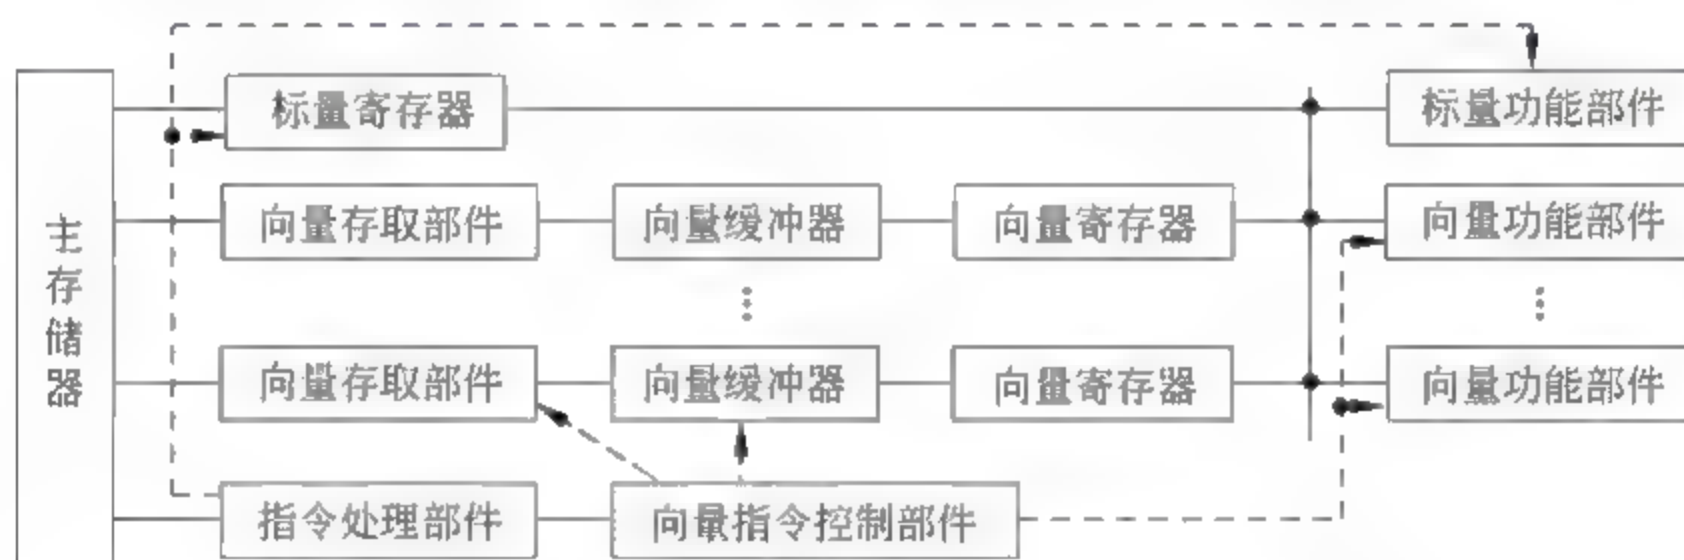 主存储器
标量寄存器 标量功能部件
向量存取部件 向量缓冲器 向量寄存器 向量功能部件
向量存取部件 向量缓冲器 向量寄存器 向量功能部件
指令处理部件 向量指令控制部件